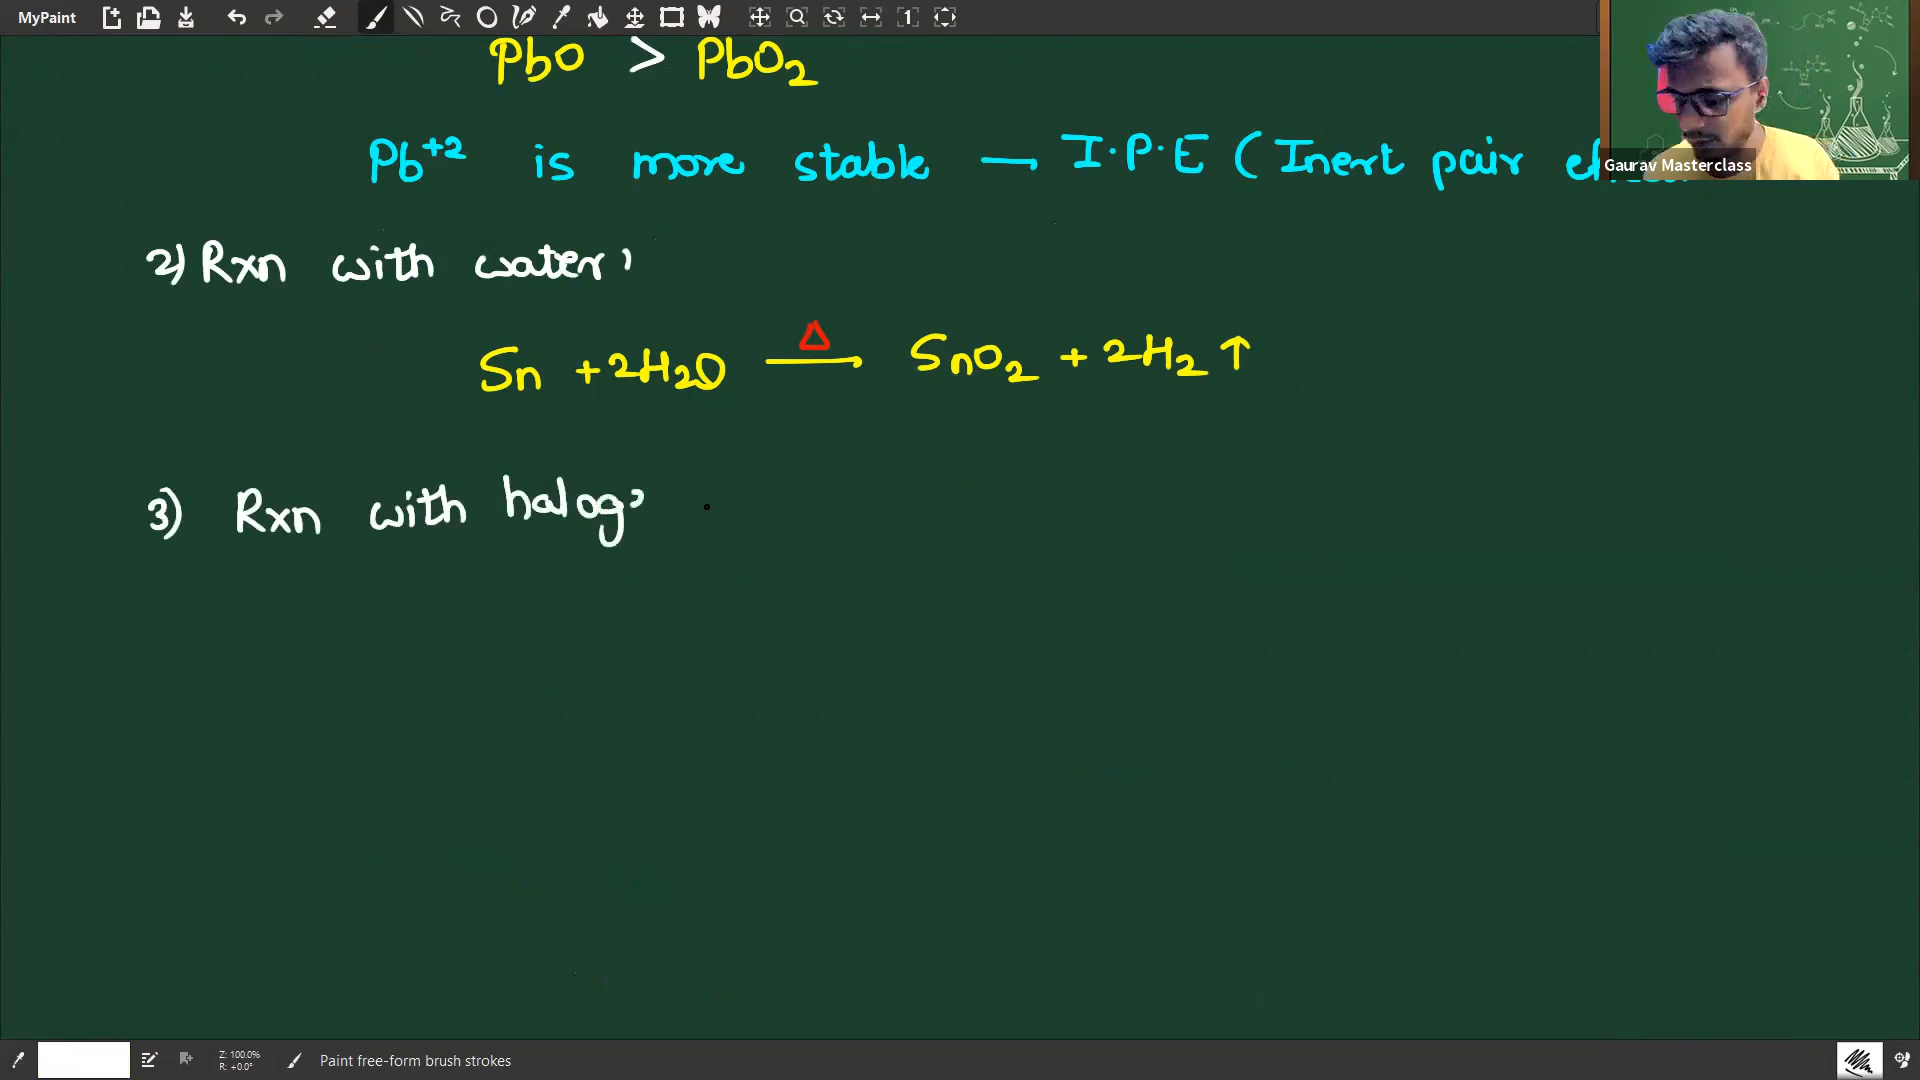 MyPaint
PbO > PbO2
Pb+2 is more stable — I.P.E (Inert pair
Gaurav Masterclass
2) Rxn with water,
Sn + 2H2O —Δ→ SnO2 + 2H2 ↑
3) Rxn with halog,
Z: 100.0%
R: +0.0°
Paint free-form brush strokes